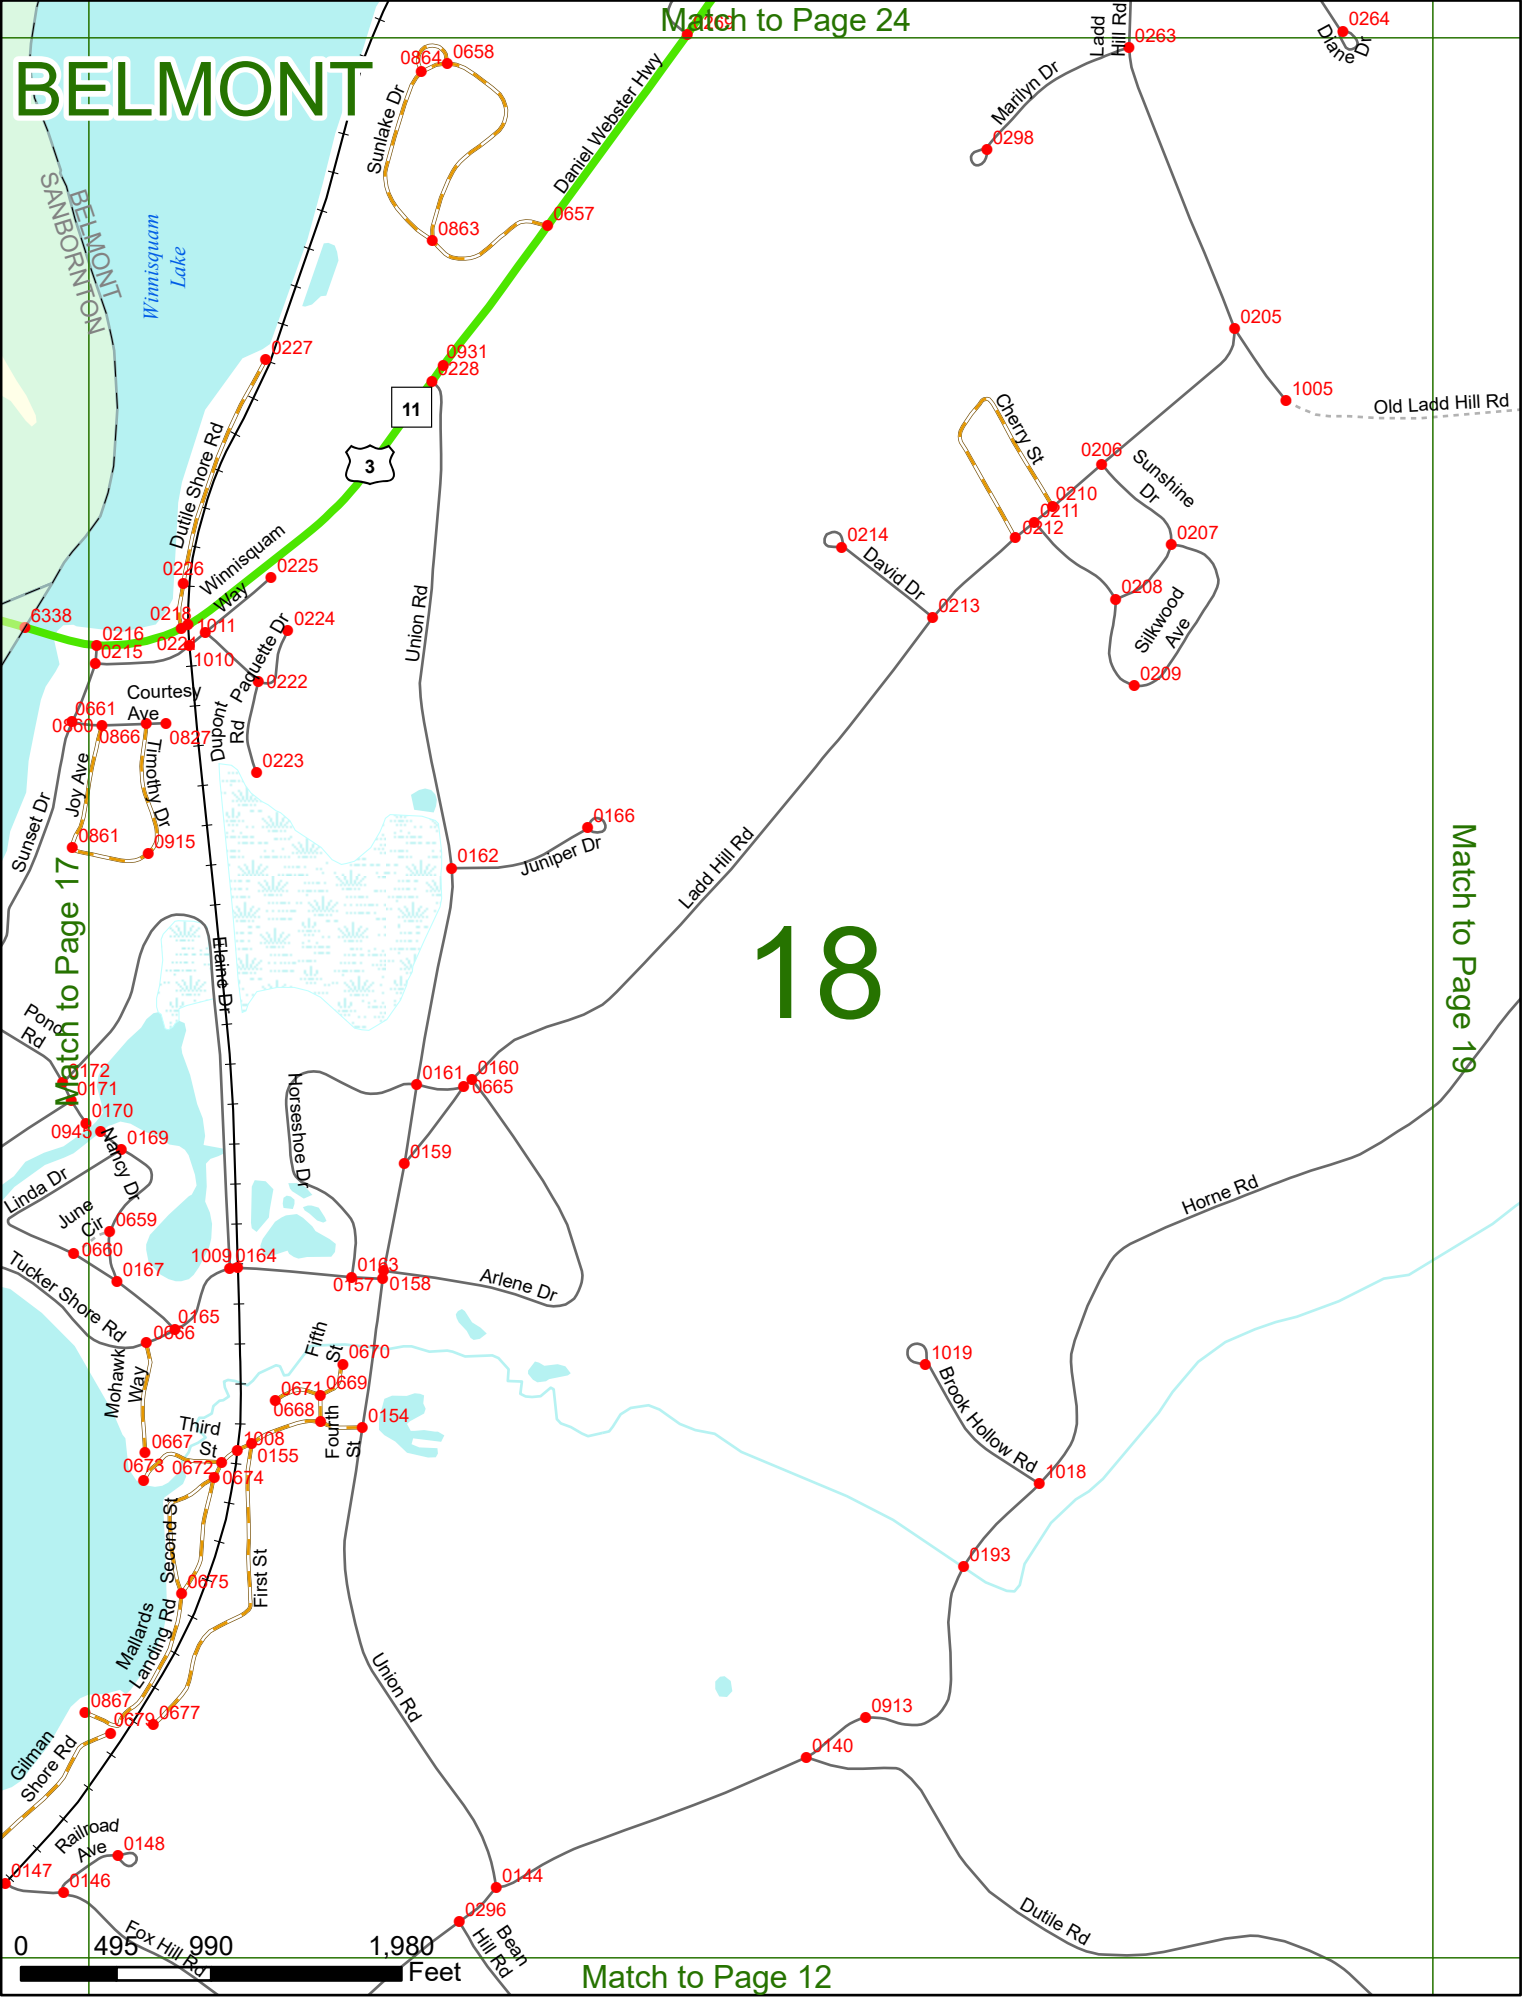 Match to Page 24
BELMONT
0269
0263
0264
Ladd
Hill Rd
Diane
Dr
0864
0658
Sunlake Dr
Daniel Webster Hwy
Marilyn Dr
0298
BELMONT
SANBORNTON
Winnisquam
Lake
0657
0863
0205
0227
0931
0228
11
3
1005
Old Ladd Hill Rd
Cherry St
Dutile Shore Rd
0206
Sunshine
Dr
0210
0211
0212
0207
0214
David Dr
Winnisquam
Way
0226
0225
Union Rd
0208
Silkwood
Ave
0213
6338
0218
1011
0224
0216
0221
0215
1010
Paquette Dr
0222
0209
Courtesy
Ave
0661
0860
0866
0827
Dupont
Rd
0223
Joy Ave
Timothy Dr
Sunset Dr
0861
0915
0166
0162
Juniper Dr
Ladd Hill Rd
Match to Page 17
Match to Page 19
18
Elaine Dr
Pond
Rd
0172
0171
0170
0945
0169
Nancy Dr
0161
0160
0665
Horseshoe Dr
0159
Linda Dr
June
Cir
0659
0660
0167
Horne Rd
1009
0164
0163
0157
0158
Arlene Dr
Tucker Shore Rd
0165
0666
Mohawk
Way
Fifth
St
0670
0671
0669
0668
Fourth
St
0154
1019
Brook Hollow Rd
Third
St
0667
1008
0155
0673
0672
0674
1018
Second St
First St
0193
0675
Mallards
Landing Rd
Union Rd
0867
0679
0677
0913
0140
Gilman
Shore Rd
Railroad
Ave
0148
0147
0146
0144
0296
Bean
Hill Rd
Dutile Rd
Fox Hill Rd
0 495 990 1,980
Feet
Match to Page 12